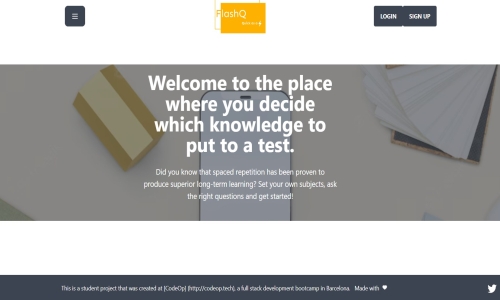 FlashQ
LOGIN
SIGN UP
Welcome to the place
where you decide
which knowledge to
put to a test.
Did you know that spaced repetition has been proven to
produce superior long-term learning? Set your own subjects, ask
the right questions and get started!
This is a student project that was created at [CodeOp] (http://codeop.tech), a full stack development bootcamp in Barcelona. Made with ♥